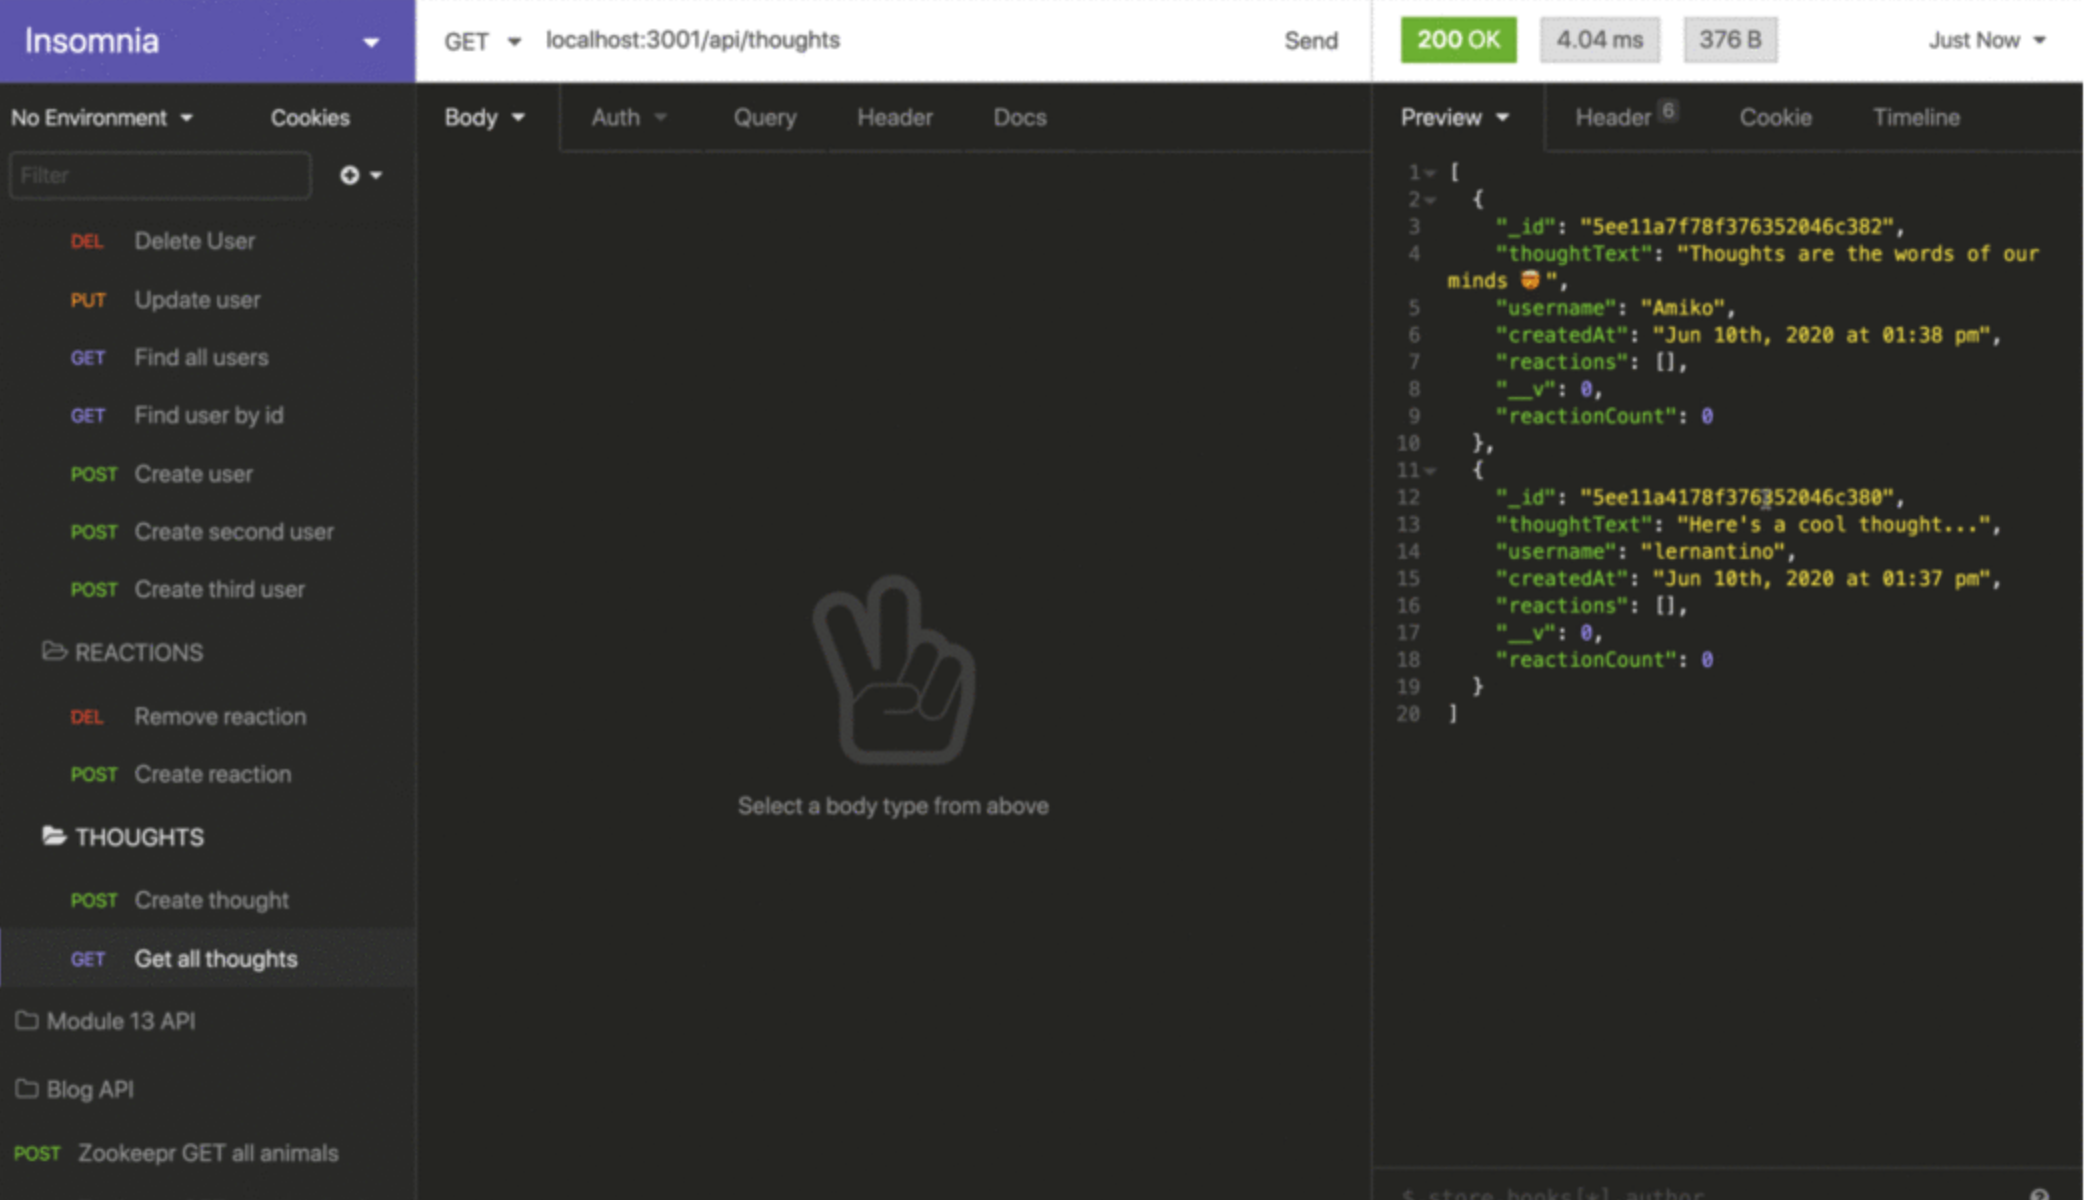 Insomnia
GET localhost:3001/api/thoughts Send
200 OK 4.04 ms 376 B Just Now
No Environment Cookies
Filter
DEL Delete User
PUT Update user
GET Find all users
GET Find user by id
POST Create user
POST Create second user
POST Create third user
REACTIONS
DEL Remove reaction
POST Create reaction
THOUGHTS
POST Create thought
GET Get all thoughts
Module 13 API
Blog API
POST Zookeepr GET all animals
Body Auth Query Header Docs
Select a body type from above
Preview Header 6 Cookie Timeline
1 [
2 {
3 "_id": "5ee11a7f78f376352046c382",
4 "thoughtText": "Thoughts are the words of our
minds 🤯",
5 "username": "Amiko",
6 "createdAt": "Jun 10th, 2020 at 01:38 pm",
7 "reactions": [],
8 "__v": 0,
9 "reactionCount": 0
10 },
11 {
12 "_id": "5ee11a4178f376352046c380",
13 "thoughtText": "Here's a cool thought...",
14 "username": "lernantino",
15 "createdAt": "Jun 10th, 2020 at 01:37 pm",
16 "reactions": [],
17 "__v": 0,
18 "reactionCount": 0
19 }
20 ]
$.store.books[*].author